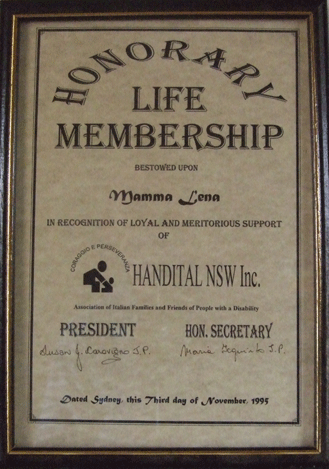 HONORARY
LIFE
MEMBERSHIP
BESTOWED UPON
Mamma Lena
IN RECOGNITION OF LOYAL AND MERITORIOUS SUPPORT
OF
CORAGGIO E PERSEVERANZA
HANDITAL NSW Inc.
Association of Italian Families and Friends of People with a Disability
PRESIDENT HON. SECRETARY
J.P. Maria J.P.
Dated Sydney, this Third day of November, 1995